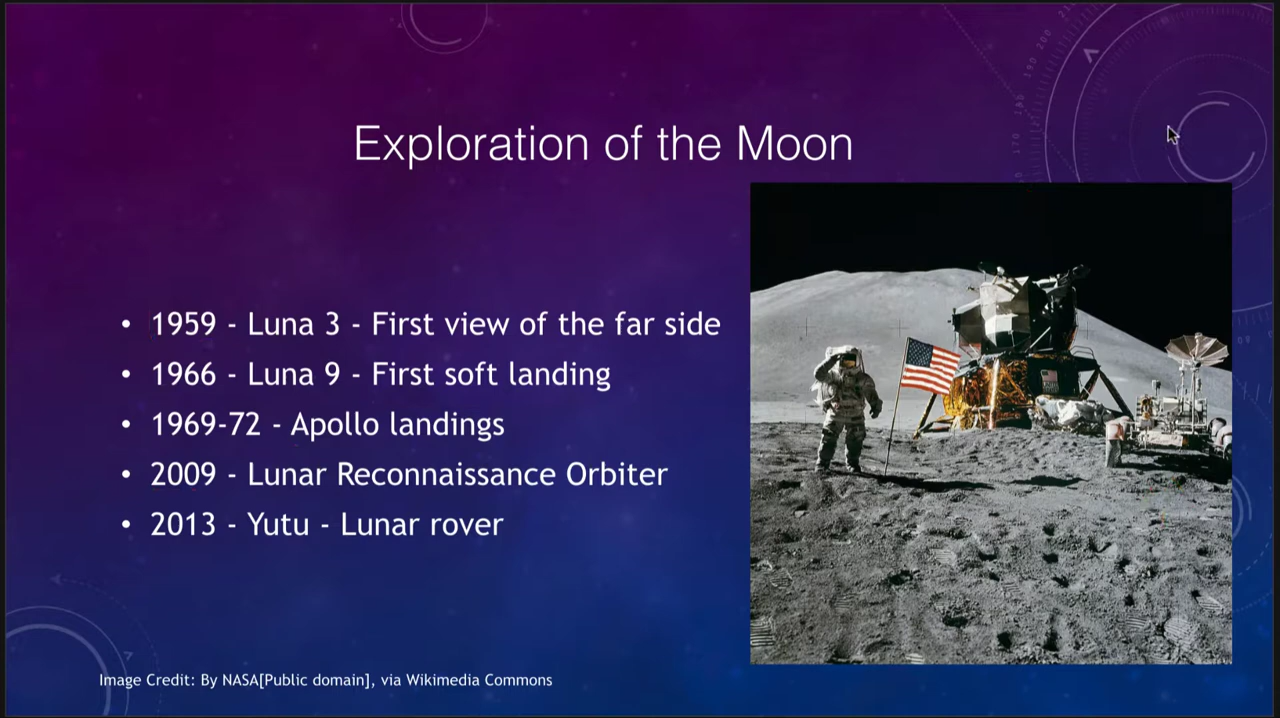 Exploration of the Moon
• 1959 - Luna 3 - First view of the far side
• 1966 - Luna 9 - First soft landing
• 1969-72 - Apollo landings
• 2009 - Lunar Reconnaissance Orbiter
• 2013 - Yutu - Lunar rover
Image Credit: By NASA[Public domain], via Wikimedia Commons